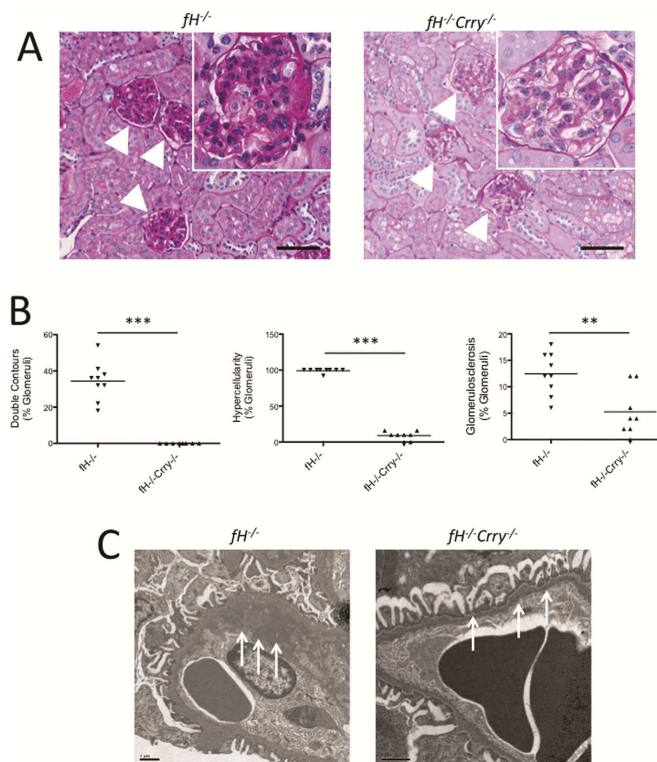 fH-/- fH-/-Crry-/-
A
B
*** *** **
Double Contours
(% Glomeruli)
60
40
20
0
fH-/- fH-/-Crry-/-
Hypercellularity
(% Glomeruli)
150
100
50
0
fH-/- fH-/-Crry-/-
Glomerulosclerosis
(% Glomeruli)
20
15
10
5
0
fH-/- fH-/-Crry-/-
C
fH-/- fH-/-Crry-/-